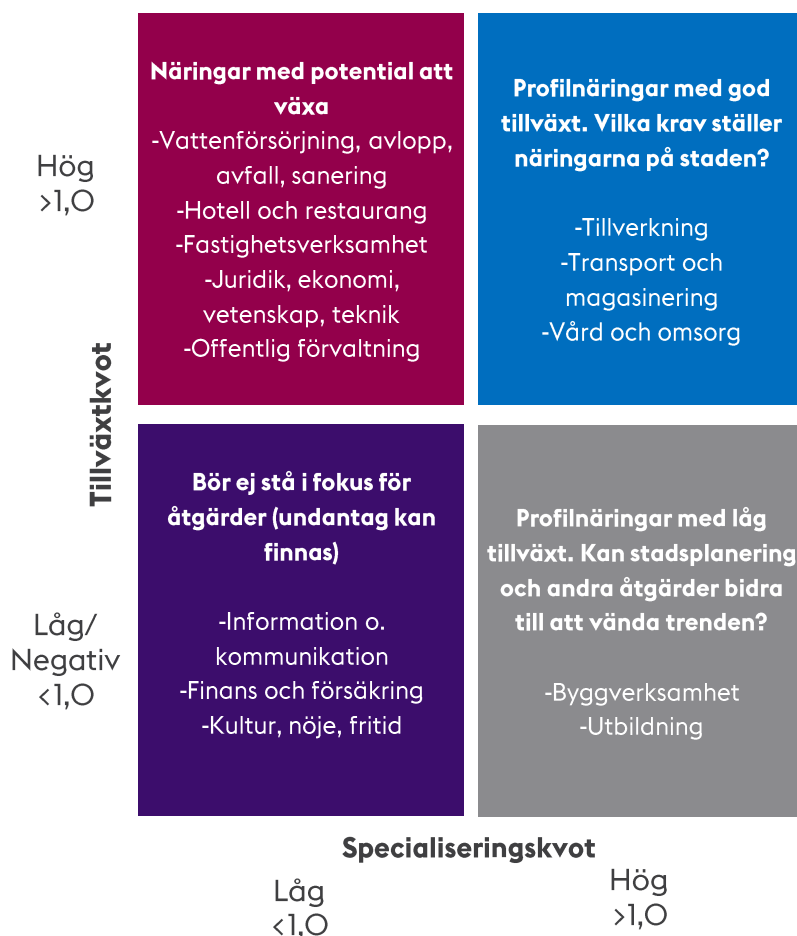 Näringar med potential att
växa
-Vattenförsörjning, avlopp,
avfall, sanering
-Hotell och restaurang
-Fastighetsverksamhet
-Juridik, ekonomi,
vetenskap, teknik
-Offentlig förvaltning
Profilnäringar med god
tillväxt. Vilka krav ställer
näringarna på staden?
-Tillverkning
-Transport och
magasinering
-Vård och omsorg
Hög
>1,0
Tillväxtkvot
Låg/
Negativ
<1,0
Bör ej stå i fokus för
åtgärder (undantag kan
finnas)
-Information o.
kommunikation
-Finans och försäkring
-Kultur, nöje, fritid
Profilnäringar med låg
tillväxt. Kan stadsplanering
och andra åtgärder bidra
till att vända trenden?
-Byggverksamhet
-Utbildning
Specialiseringskvot
Låg
<1,0
Hög
>1,0